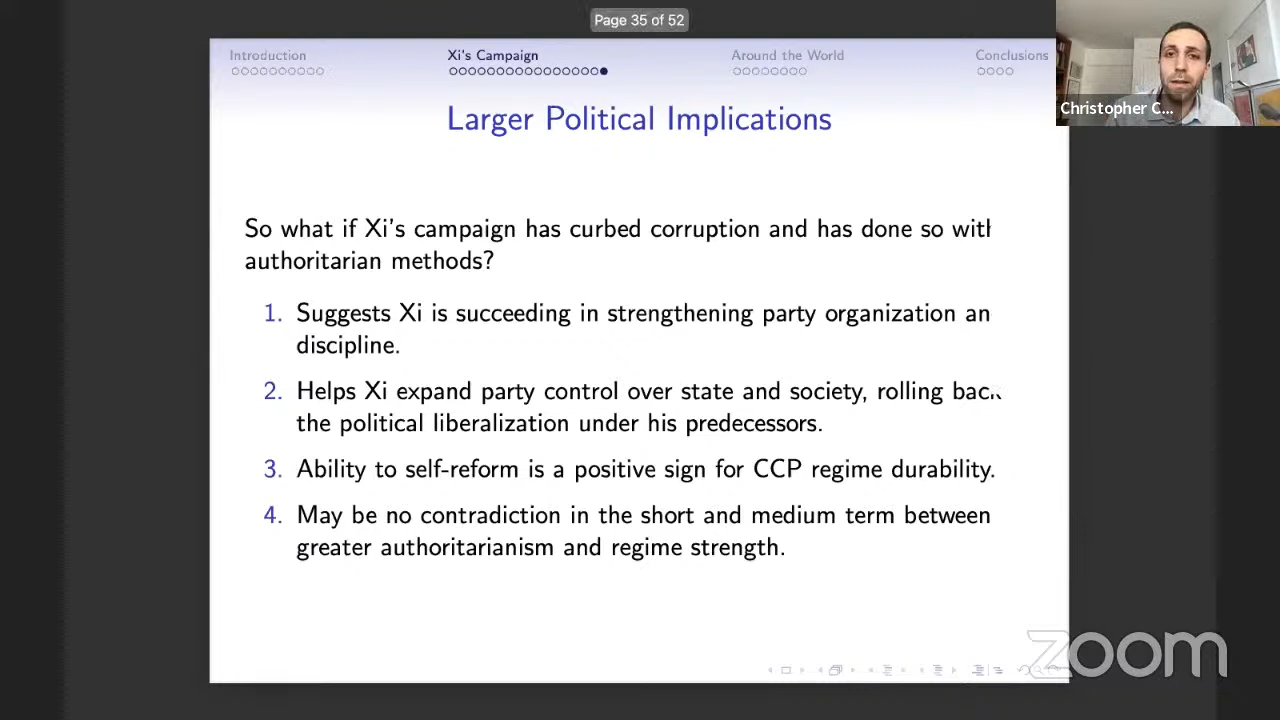 Page 35 of 52
Introduction
Xi's Campaign
Around the World
Conclusions
Christopher C...
Larger Political Implications
So what if Xi's campaign has curbed corruption and has done so with
authoritarian methods?
1. Suggests Xi is succeeding in strengthening party organization an
discipline.
2. Helps Xi expand party control over state and society, rolling back
the political liberalization under his predecessors.
3. Ability to self-reform is a positive sign for CCP regime durability.
4. May be no contradiction in the short and medium term between
greater authoritarianism and regime strength.
zoom